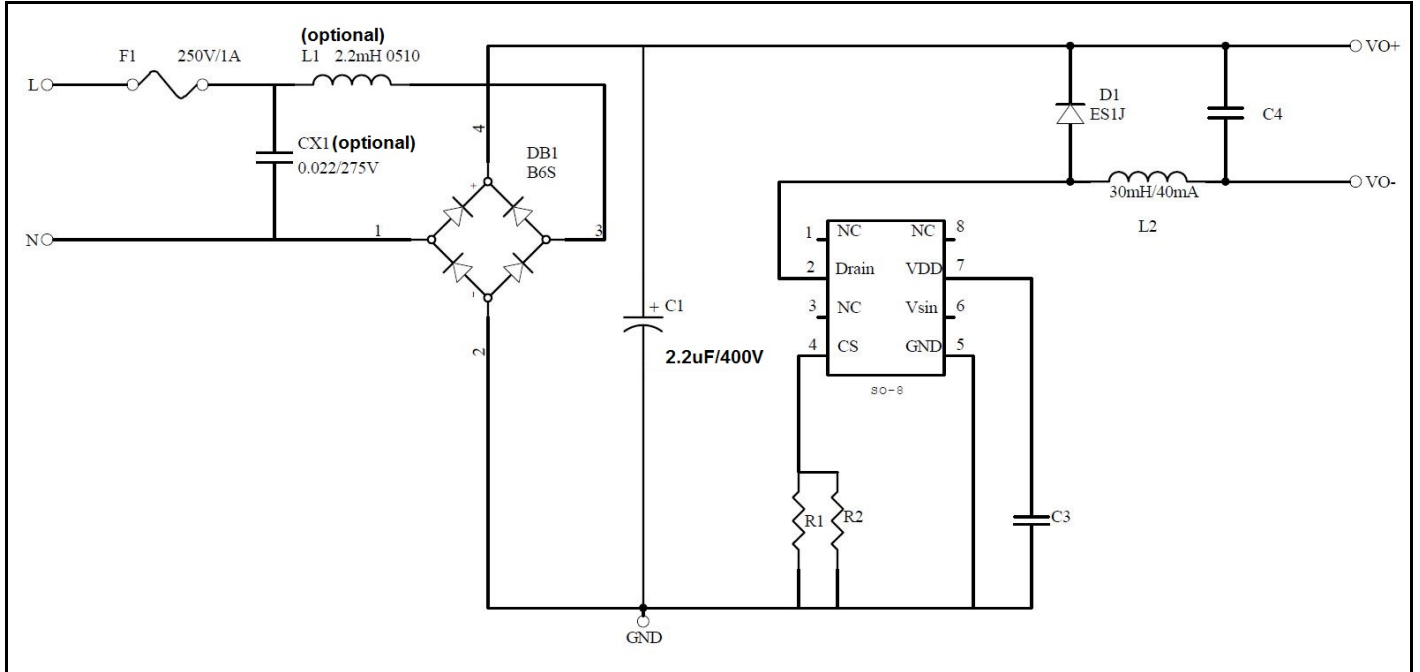 (optional)
F1 250V/1A L1 2.2mH 0510
L
VO+
D1
ES1J
C4
CX1(optional)
0.022/275V
4
DB1
B6S
+
N
1
3
-
2
VO-
30mH/40mA
L2
1 NC NC 8
2 Drain VDD 7
3 NC Vsin 6
4 CS GND 5
SO-8
+ C1
2.2uF/400V
R1 R2
C3
GND